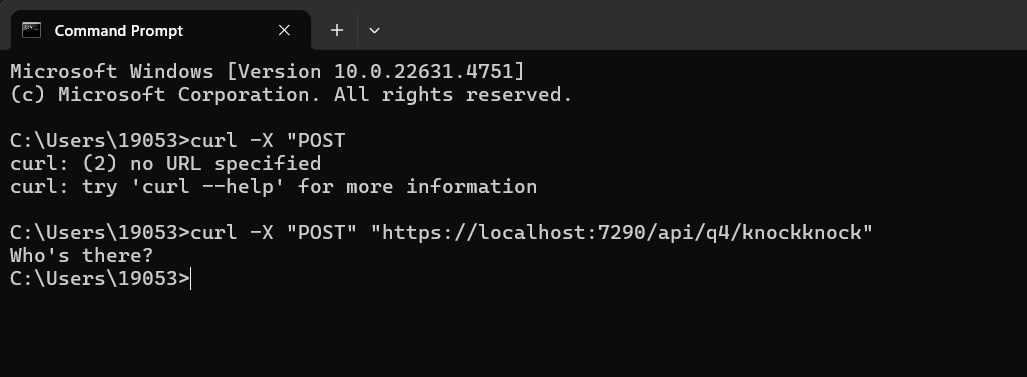 Command Prompt
Microsoft Windows [Version 10.0.22631.4751]
(c) Microsoft Corporation. All rights reserved.
C:\Users\19053>curl -X "POST
curl: (2) no URL specified
curl: try 'curl --help' for more information
C:\Users\19053>curl -X "POST" "https://localhost:7290/api/q4/knockknock"
Who's there?
C:\Users\19053>